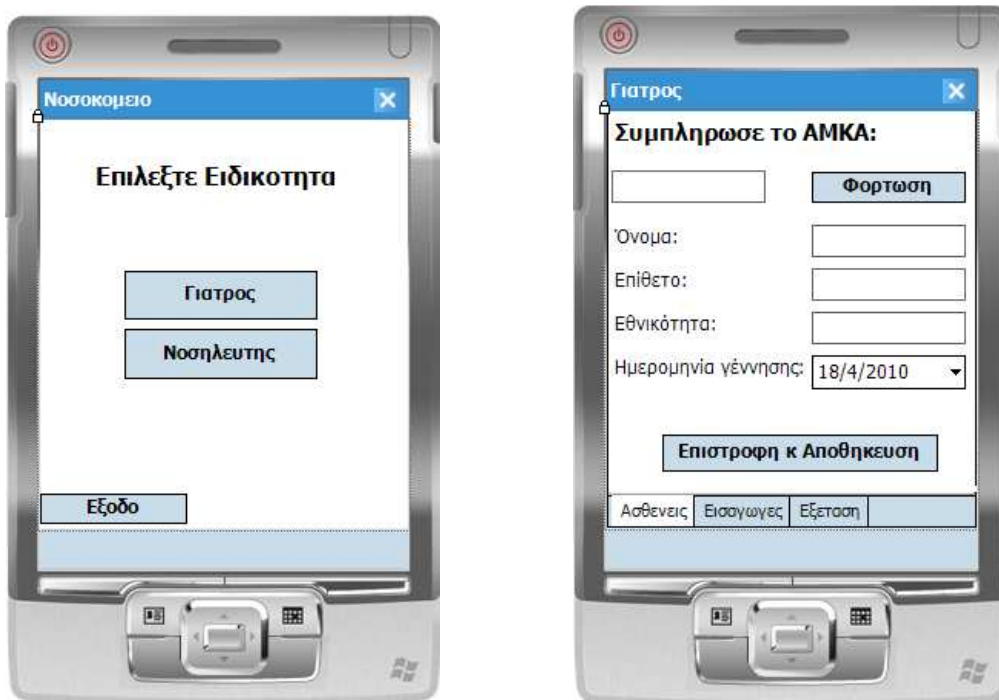 Νοσοκομειο
Επιλεξτε Ειδικοτητα
Γιατρος
Νοσηλευτης
Εξοδο
Γιατρος
Συμπληρωσε το ΑΜΚΑ:
Φορτωση
Όνομα:
Επίθετο:
Εθνικότητα:
Ημερομηνία γέννησης: 18/4/2010
Επιστροφη κ Αποθηκευση
Ασθενεις Εισαγωγες Εξεταση